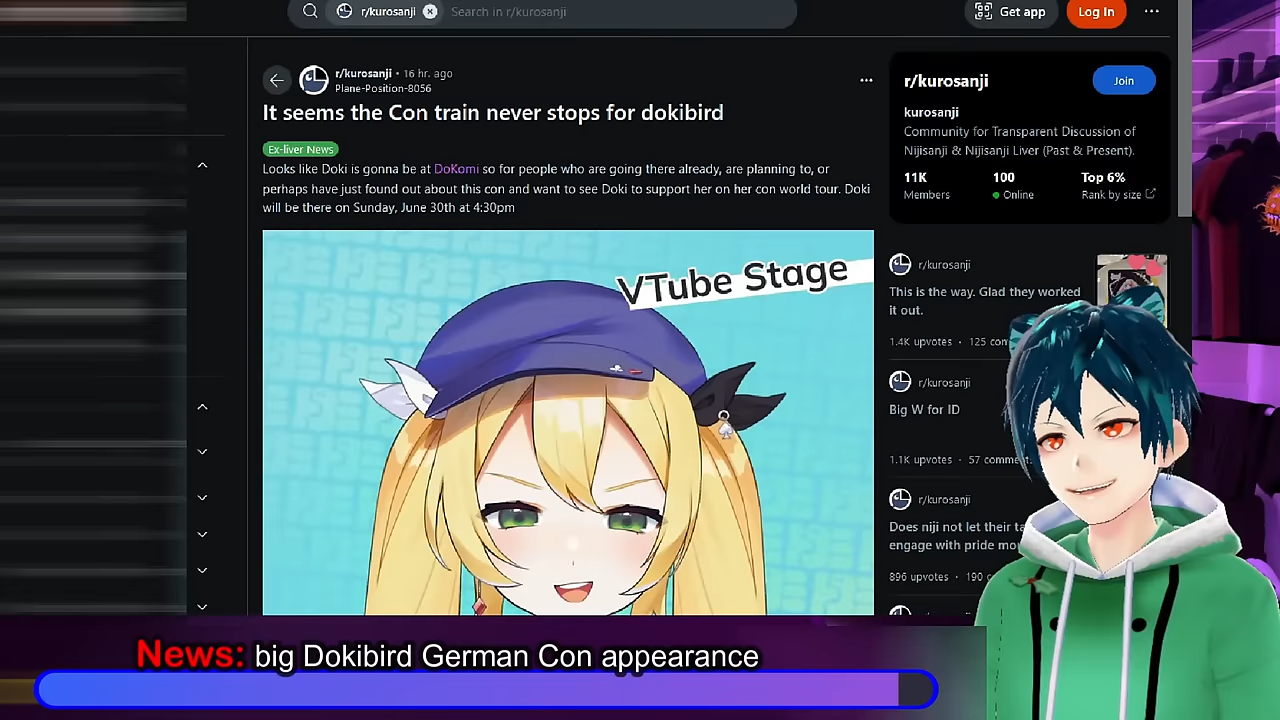 r/kurosanji
Search in r/kurosanji
Get app
Log In
r/kurosanji • 16 hr. ago
Plane-Position-8056
It seems the Con train never stops for dokibird
Ex-liver News
Looks like Doki is gonna be at DoKomi so for people who are going there already, are planning to, or
perhaps have just found out about this con and want to see Doki to support her on her con world tour. Doki
will be there on Sunday, June 30th at 4:30pm
VTube Stage
r/kurosanji
Join
kurosanji
Community for Transparent Discussion of
Nijisanji & Nijisanji Liver (Past & Present).
11K 100 Top 6%
Members Online Rank by size
r/kurosanji
This is the way. Glad they worked
it out.
1.4K upvotes · 125 com
r/kurosanji
Big W for ID
1.1K upvotes · 57 comment
r/kurosanji
Does niji not let their ta
engage with pride mo
896 upvotes · 190 c
News: big Dokibird German Con appearance